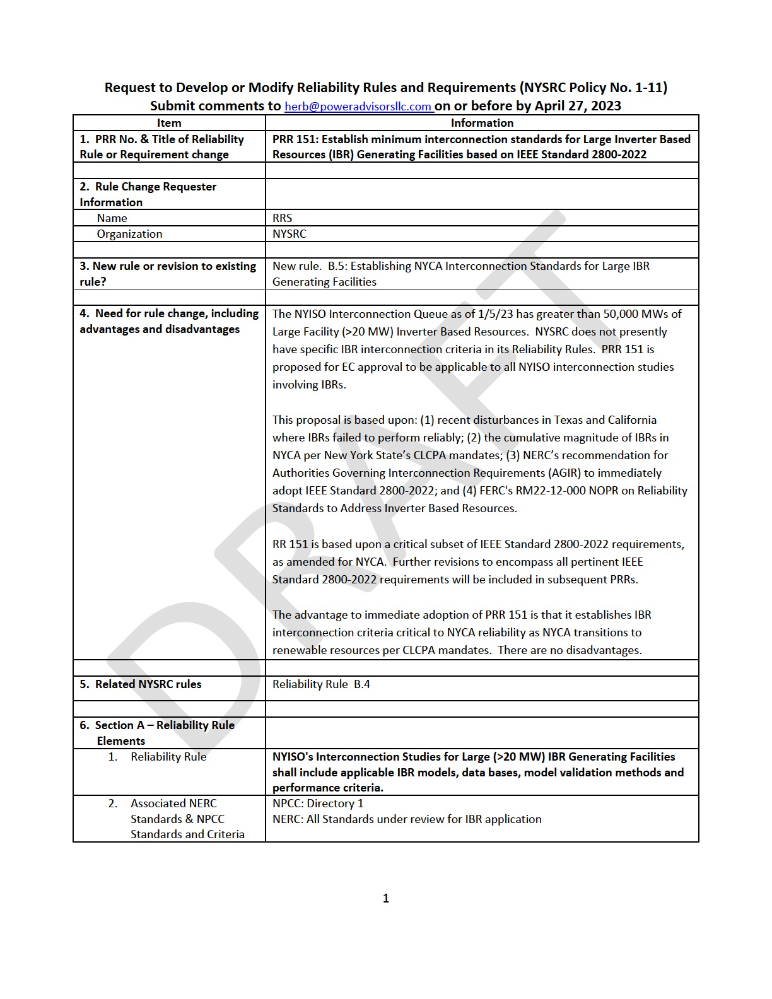 Request to Develop or Modify Reliability Rules and Requirements (NYSRC Policy No. 1-11)
Submit comments to herb@poweradvisorsllc.com on or before by April 27, 2023
Item
Information
1. PRR No. & Title of Reliability
Rule or Requirement change
PRR 151: Establish minimum interconnection standards for Large Inverter Based
Resources (IBR) Generating Facilities based on IEEE Standard 2800-2022
2. Rule Change Requester
Information
Name
RRS
Organization
NYSRC
3. New rule or revision to existing
rule?
New rule. B.5: Establishing NYCA Interconnection Standards for Large IBR
Generating Facilities
4. Need for rule change, including
advantages and disadvantages
The NYISO Interconnection Queue as of 1/5/23 has greater than 50,000 MWs of
Large Facility (>20 MW) Inverter Based Resources. NYSRC does not presently
have specific IBR interconnection criteria in its Reliability Rules. PRR 151 is
proposed for EC approval to be applicable to all NYISO interconnection studies
involving IBRs.
This proposal is based upon: (1) recent disturbances in Texas and California
where IBRs failed to perform reliably; (2) the cumulative magnitude of IBRs in
NYCA per New York State’s CLCPA mandates; (3) NERC’s recommendation for
Authorities Governing Interconnection Requirements (AGIR) to immediately
adopt IEEE Standard 2800-2022; and (4) FERC's RM22-12-000 NOPR on Reliability
Standards to Address Inverter Based Resources.
RR 151 is based upon a critical subset of IEEE Standard 2800-2022 requirements,
as amended for NYCA. Further revisions to encompass all pertinent IEEE
Standard 2800-2022 requirements will be included in subsequent PRRs.
The advantage to immediate adoption of PRR 151 is that it establishes IBR
interconnection criteria critical to NYCA reliability as NYCA transitions to
renewable resources per CLCPA mandates. There are no disadvantages.
5. Related NYSRC rules
Reliability Rule B.4
6. Section A – Reliability Rule
Elements
1. Reliability Rule
NYISO's Interconnection Studies for Large (>20 MW) IBR Generating Facilities
shall include applicable IBR models, data bases, model validation methods and
performance criteria.
2. Associated NERC
Standards & NPCC
Standards and Criteria
NPCC: Directory 1
NERC: All Standards under review for IBR application
DRAFT
1